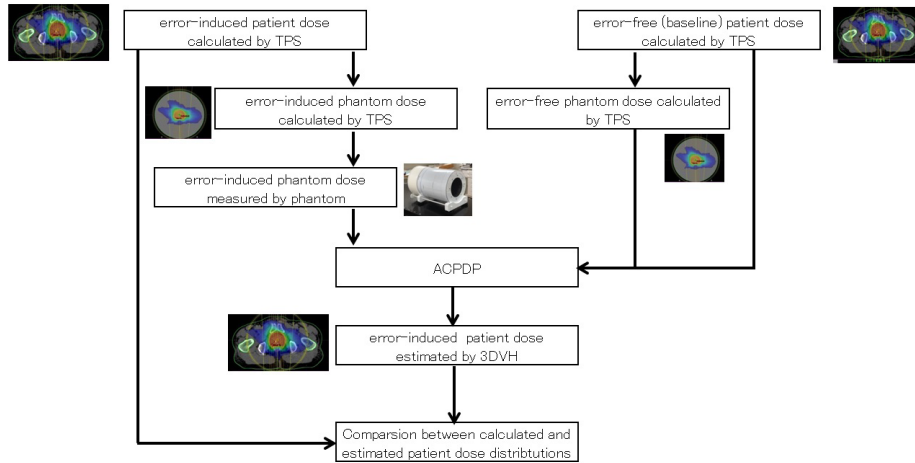 error-induced patient dose
calculated by TPS
error-free (baseline) patient dose
calculated by TPS
error-induced phantom dose
calculated by TPS
error-free phantom dose calculated
by TPS
error-induced phantom dose
measured by phantom
ACPDP
error-induced patient dose
estimated by 3DVH
Comparsion between calculated and
estimated patient dose distribtutions